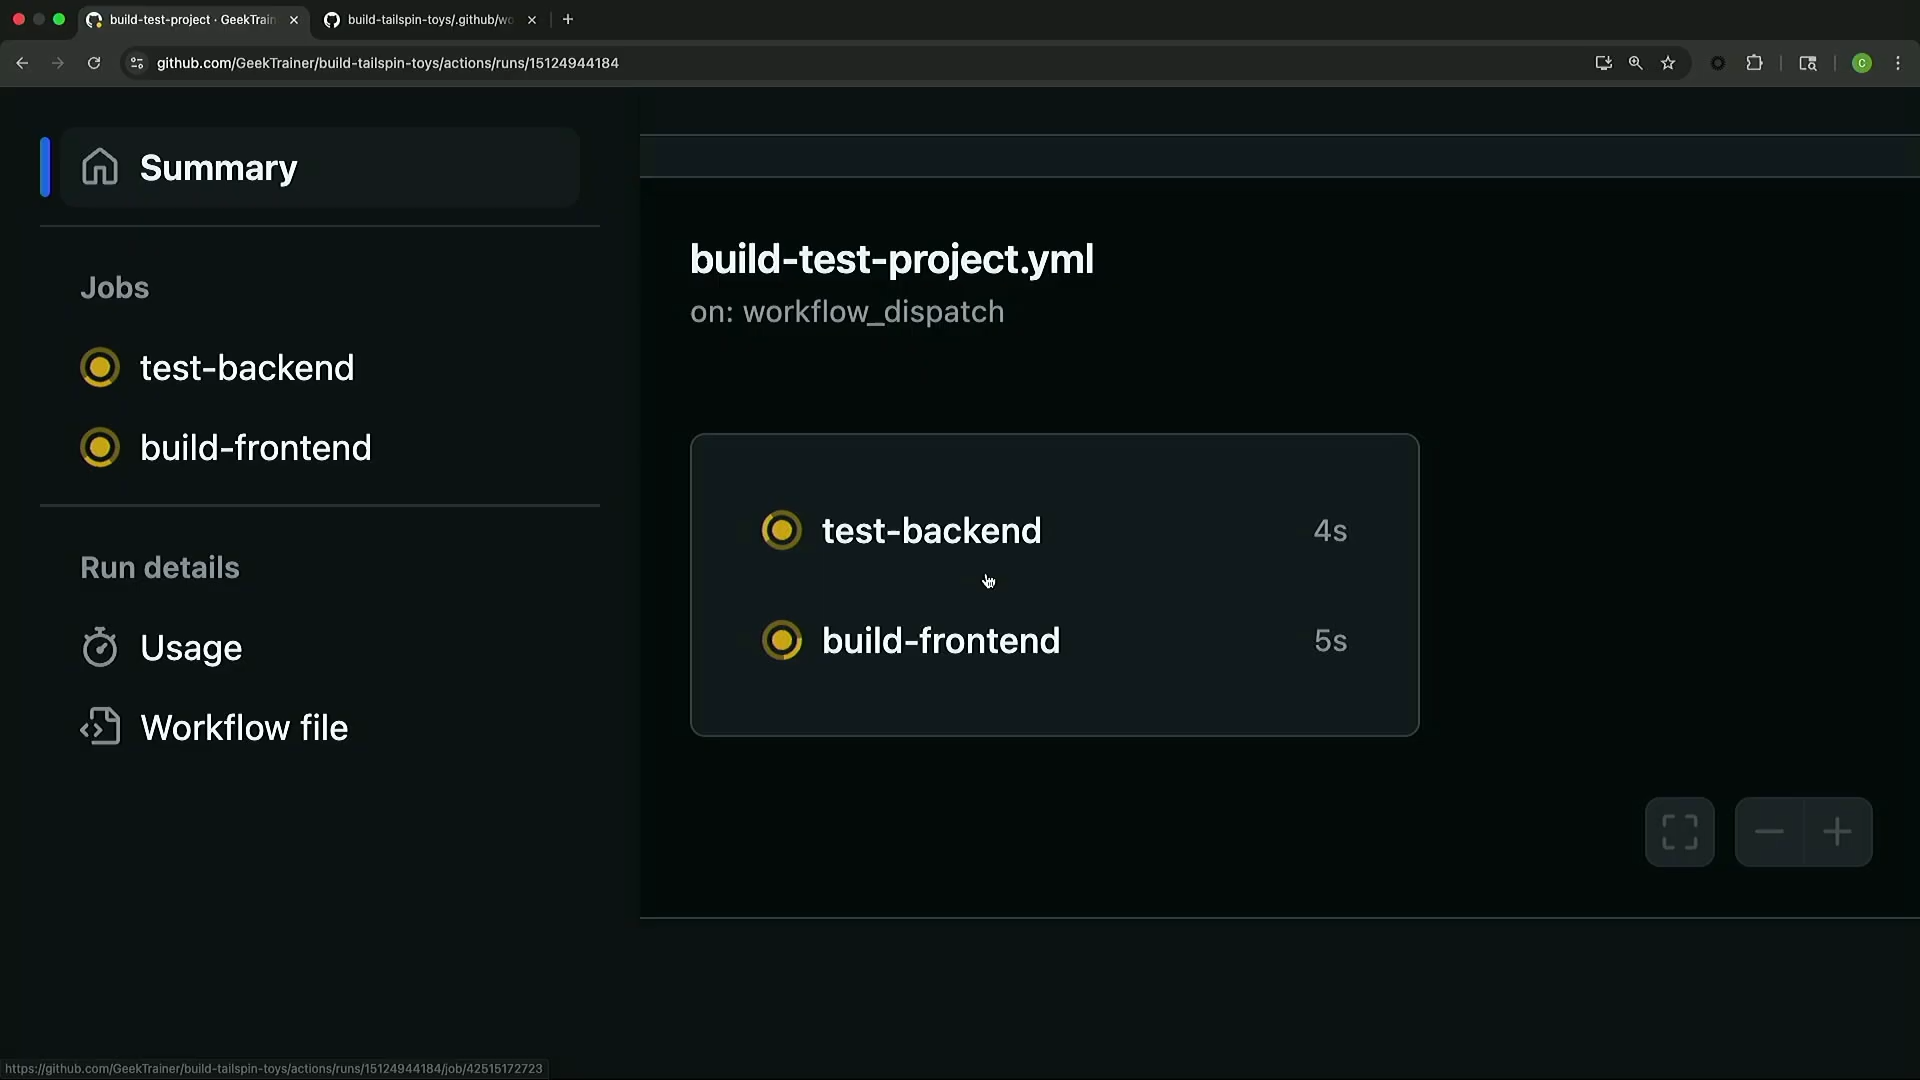 build-test-project · GeekTrain
build-tailspin-toys/.github/wo
github.com/GeekTrainer/build-tailspin-toys/actions/runs/15124944184
C
Summary
Jobs
test-backend
build-frontend
Run details
Usage
Workflow file
build-test-project.yml
on: workflow_dispatch
test-backend 4s
build-frontend 5s
https://github.com/GeekTrainer/build-tailspin-toys/actions/runs/15124944184/job/42515172723